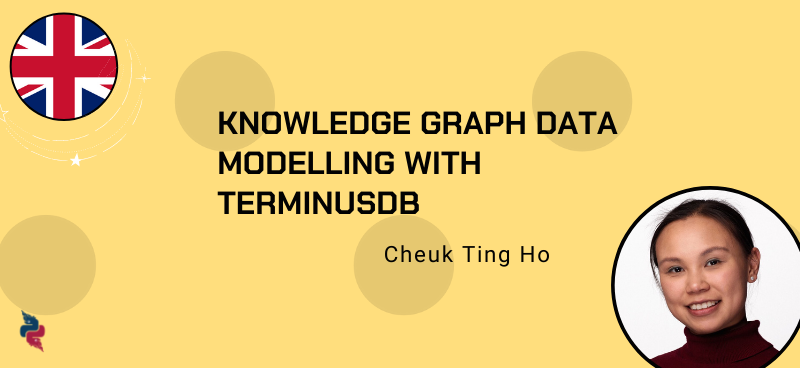 KNOWLEDGE GRAPH DATA
MODELLING WITH
TERMINUSDB
Cheuk Ting Ho